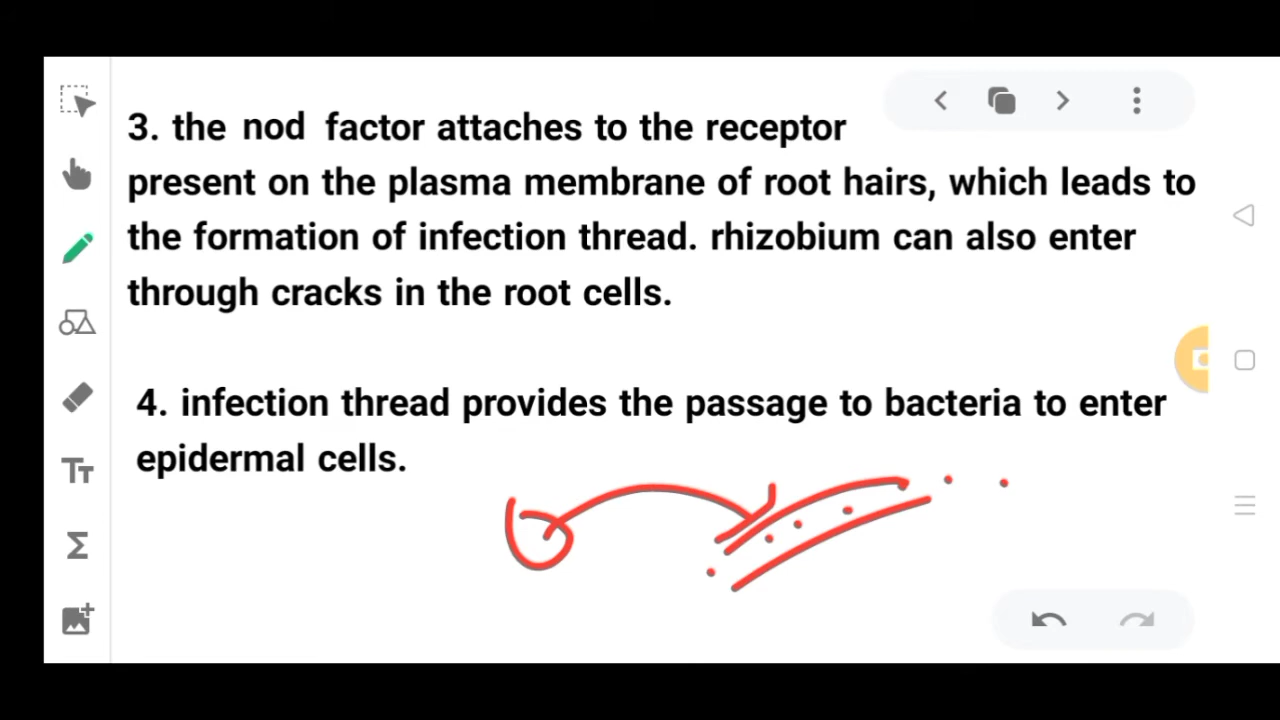 3. the nod factor attaches to the receptor
present on the plasma membrane of root hairs, which leads to
the formation of infection thread. rhizobium can also enter
through cracks in the root cells.
4. infection thread provides the passage to bacteria to enter
epidermal cells.